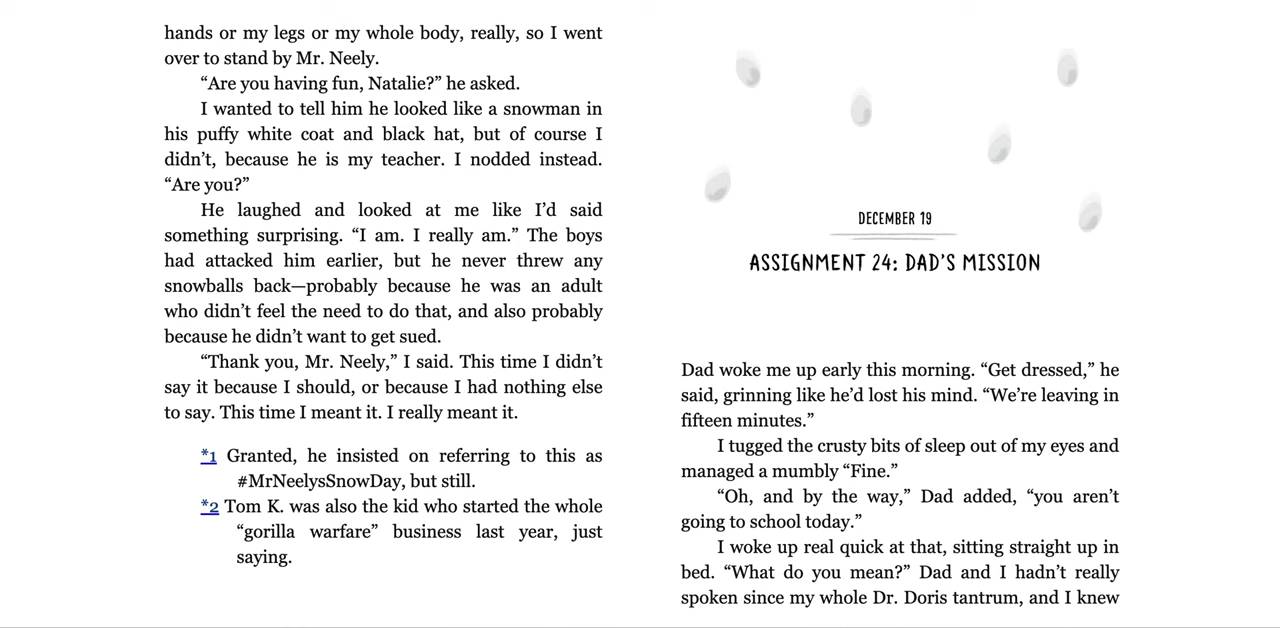 hands or my legs or my whole body, really, so I went
over to stand by Mr. Neely.
“Are you having fun, Natalie?” he asked.
I wanted to tell him he looked like a snowman in
his puffy white coat and black hat, but of course I
didn’t, because he is my teacher. I nodded instead.
“Are you?”
He laughed and looked at me like I’d said
something surprising. “I am. I really am.” The boys
had attacked him earlier, but he never threw any
snowballs back—probably because he was an adult
who didn’t feel the need to do that, and also probably
because he didn’t want to get sued.
“Thank you, Mr. Neely,” I said. This time I didn’t
say it because I should, or because I had nothing else
to say. This time I meant it. I really meant it.
*1 Granted, he insisted on referring to this as
#MrNeelysSnowDay, but still.
*2 Tom K. was also the kid who started the whole
“gorilla warfare” business last year, just
saying.
DECEMBER 19
ASSIGNMENT 24: DAD’S MISSION
Dad woke me up early this morning. “Get dressed,” he
said, grinning like he’d lost his mind. “We’re leaving in
fifteen minutes.”
I tugged the crusty bits of sleep out of my eyes and
managed a mumbly “Fine.”
“Oh, and by the way,” Dad added, “you aren’t
going to school today.”
I woke up real quick at that, sitting straight up in
bed. “What do you mean?” Dad and I hadn’t really
spoken since my whole Dr. Doris tantrum, and I knew